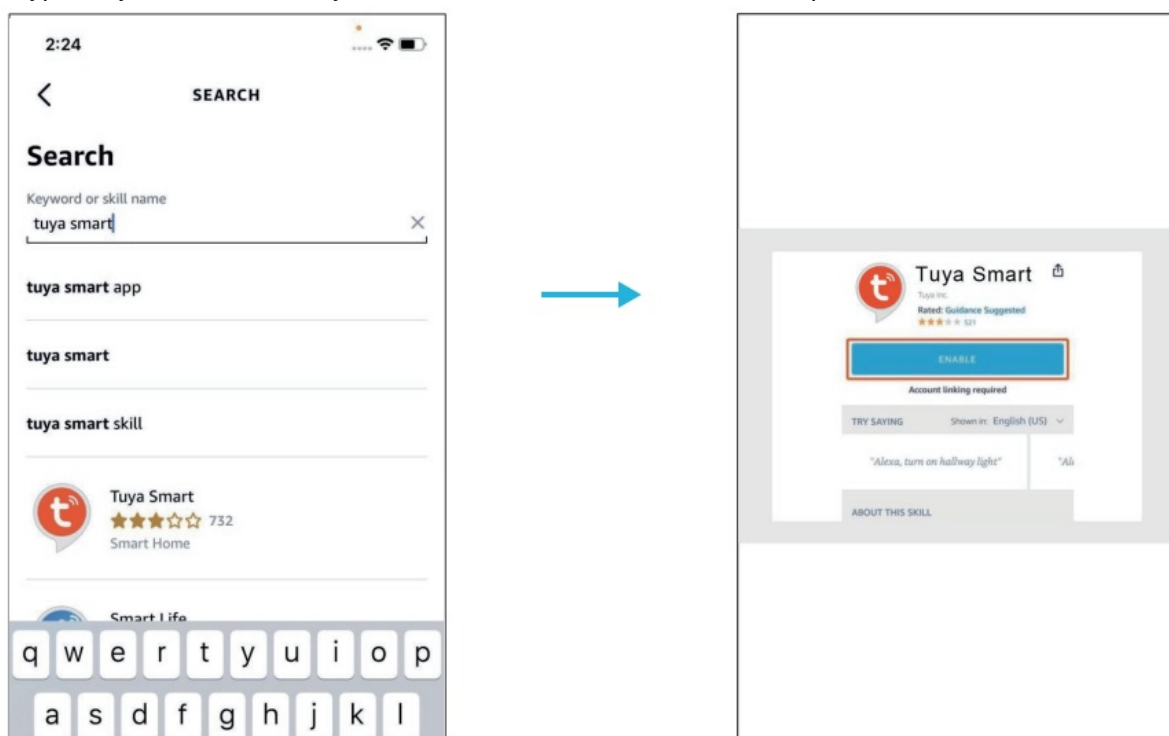 2:24
SEARCH
Search
Keyword or skill name
tuya smart
tuya smart app
tuya smart
tuya smart skill
Tuya Smart
732
Smart Home
Smart Life
q w e r t y u i o p
a s d f g h j k l
Tuya Smart
Tuya Inc.
Rated: Guidance Suggested
521
ENABLE
Account linking required
TRY SAYING Shown in: English (US)
"Alexa, turn on hallway light" "Al
ABOUT THIS SKILL